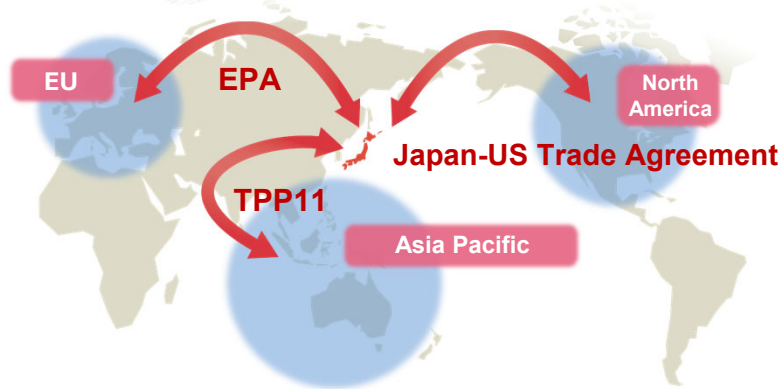 EU
EPA
North
America
Japan-US Trade Agreement
TPP11
Asia Pacific